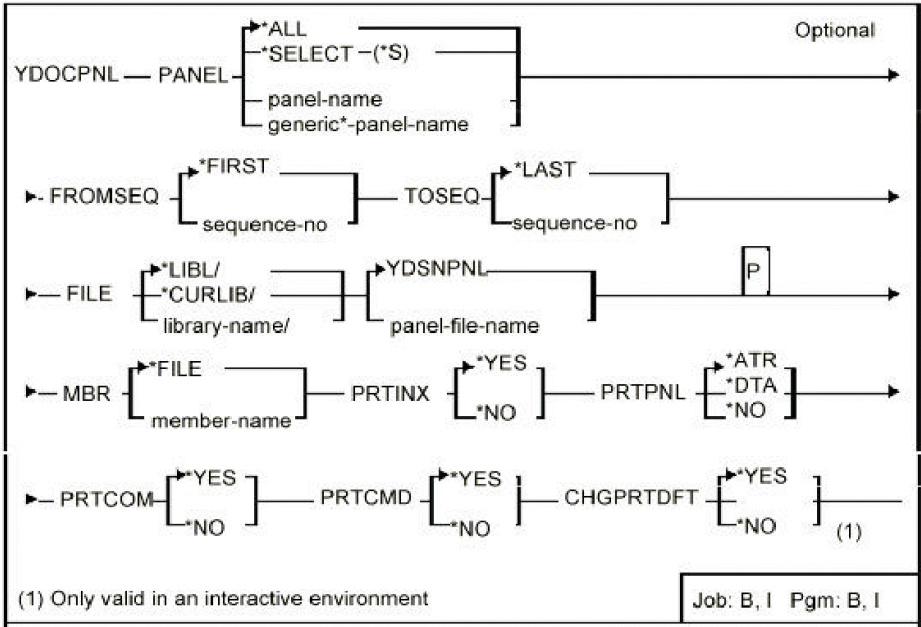 *ALL
Optional
*SELECT (*S)
YDOCPNL PANEL
panel-name
generic*-panel-name
*FIRST
*LAST
FROMSEQ
TOSEQ
sequence-no
sequence-no
*LIBL/
YDSNPNL
P
FILE
*CURLIB/
library-name/
panel-file-name
*FILE
*YES
*ATR
MBR
PRTINX
PRTPNL
*DTA
member-name
*NO
*NO
*YES
*YES
*YES
PRTCOM
PRTCMD
CHGPRTDFT
*NO
*NO
*NO
(1)
(1) Only valid in an interactive environment
Job: B, I Pgm: B, I